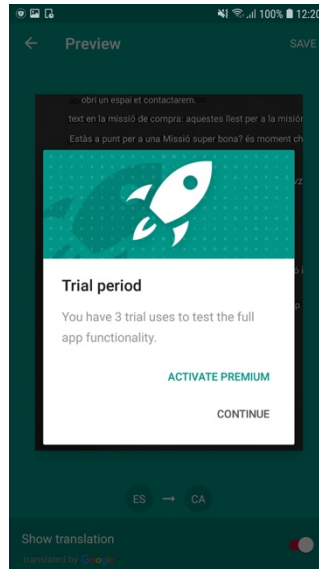 100% 12:20
Preview SAVE
obri un espai et contactarem.
text en la missió de compra: aquestes llest per a la misión
Estàs a punt per a una Missió super bona? és moment ch
Trial period
You have 3 trial uses to test the full
app functionality.
ACTIVATE PREMIUM
CONTINUE
ES → CA
Show translation
translated by Google